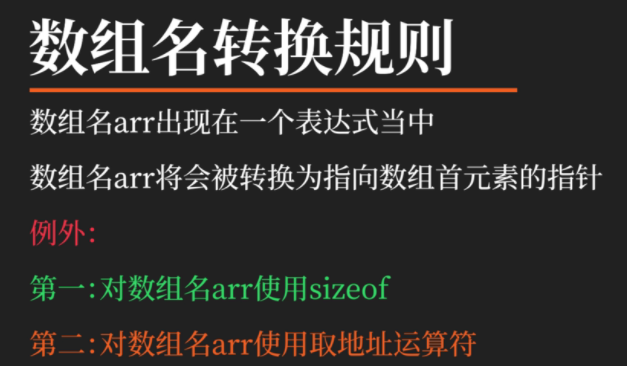 数组名转换规则
数组名arr出现在一个表达式当中
数组名arr将会被转换为指向数组首元素的指针
例外:
第一:对数组名arr使用sizeof
第二:对数组名arr使用取地址运算符